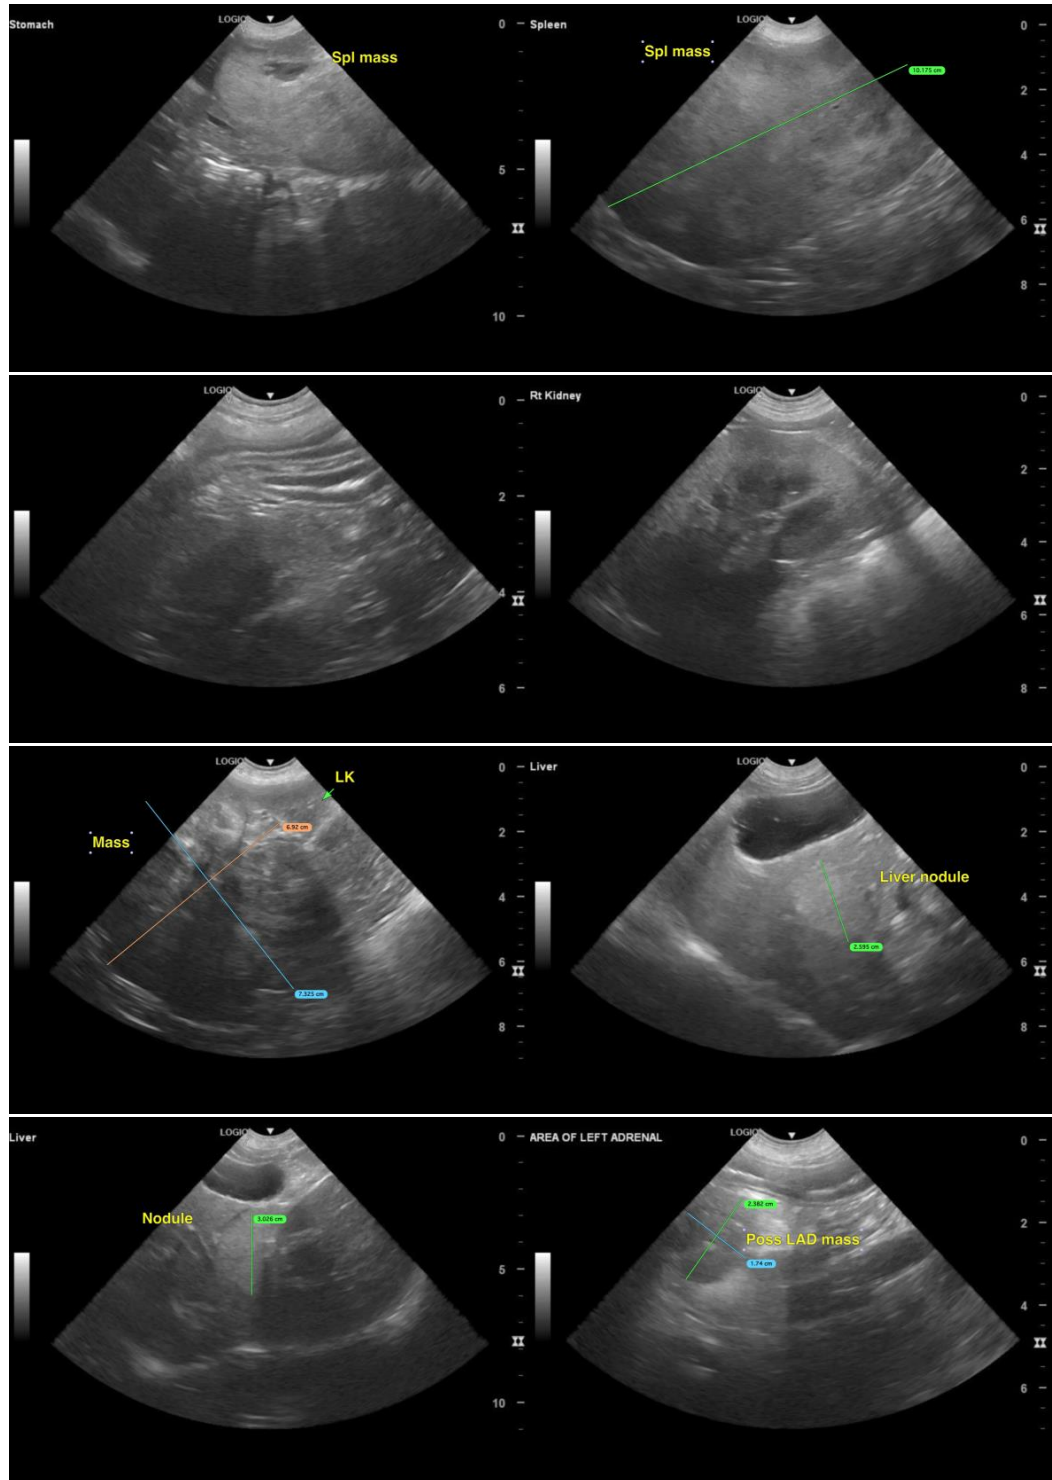 Stomach
LOGIQ
Spl mass
0
5
10
Spleen
LOGIQ
Spl mass
10.175 cm
0
2
4
6
8
LOGIQ
0
2
4
6
Rt Kidney
LOGIQ
0
2
4
6
8
LOGIQ
LK
Mass
6.92 cm
7.325 cm
0
2
4
6
8
Liver
LOGIQ
Liver nodule
2.595 cm
0
2
4
6
8
Liver
LOGIQ
Nodule
3.026 cm
0
5
10
AREA OF LEFT ADRENAL
LOGIQ
2.382 cm
Poss LAD mass
1.74 cm
0
2
4
6